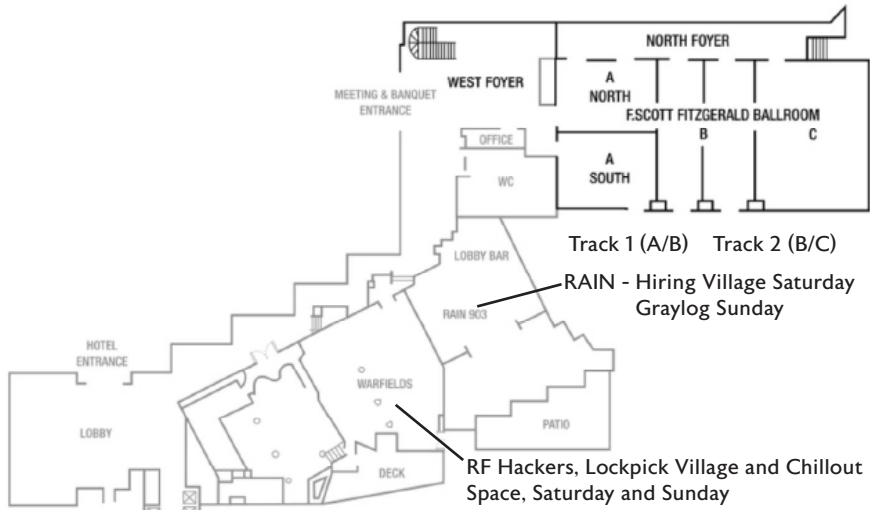 NORTH FOYER
WEST FOYER
A
NORTH
MEETING & BANQUET
ENTRANCE
F.SCOTT FITZGERALD BALLROOM
B
C
OFFICE
A
SOUTH
WC
Track 1 (A/B)
Track 2 (B/C)
LOBBY BAR
RAIN - Hiring Village Saturday
Graylog Sunday
RAIN 903
HOTEL
ENTRANCE
WARFIELDS
LOBBY
PATIO
DECK
RF Hackers, Lockpick Village and Chillout
Space, Saturday and Sunday